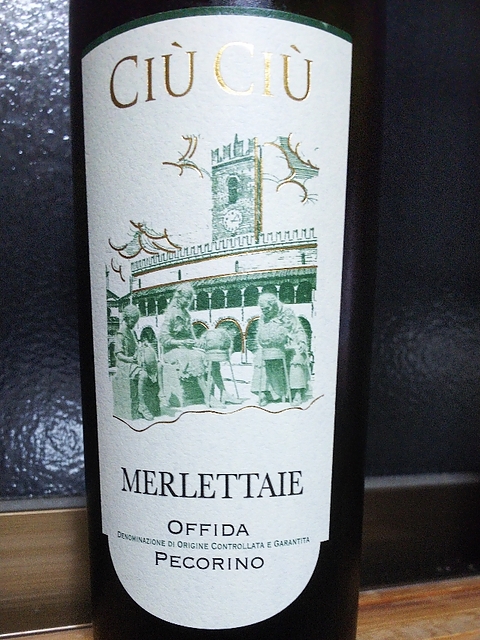 CIÙ CIÙ
MERLETTAIE
OFFIDA
DENOMINAZIONE DI ORIGINE CONTROLLATA E GARANTITA
PECORINO